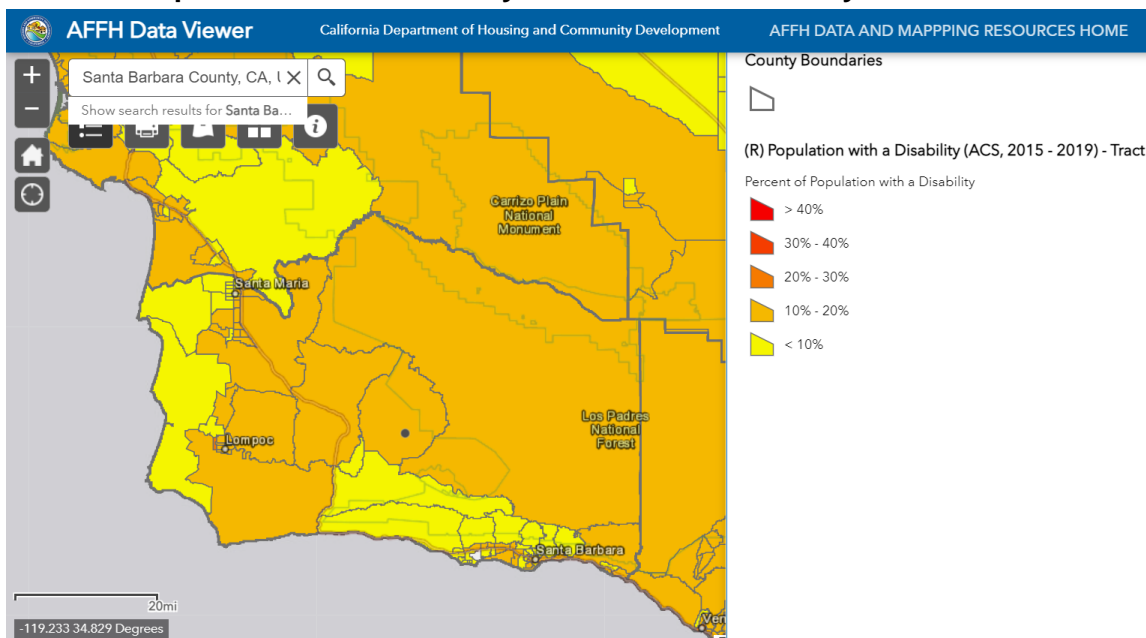 AFFH Data Viewer
California Department of Housing and Community Development
AFFH DATA AND MAPPPING RESOURCES HOME
Santa Barbara County, CA, U
Show search results for Santa Ba...
County Boundaries
(R) Population with a Disability (ACS, 2015 - 2019) - Tract
Percent of Population with a Disability
> 40%
30% - 40%
20% - 30%
10% - 20%
< 10%
Carrizo Plain
National
Monument
Santa Maria
Los Padres
National
Forest
Lompoc
Santa Barbara
Ven
20mi
-119.233 34.829 Degrees